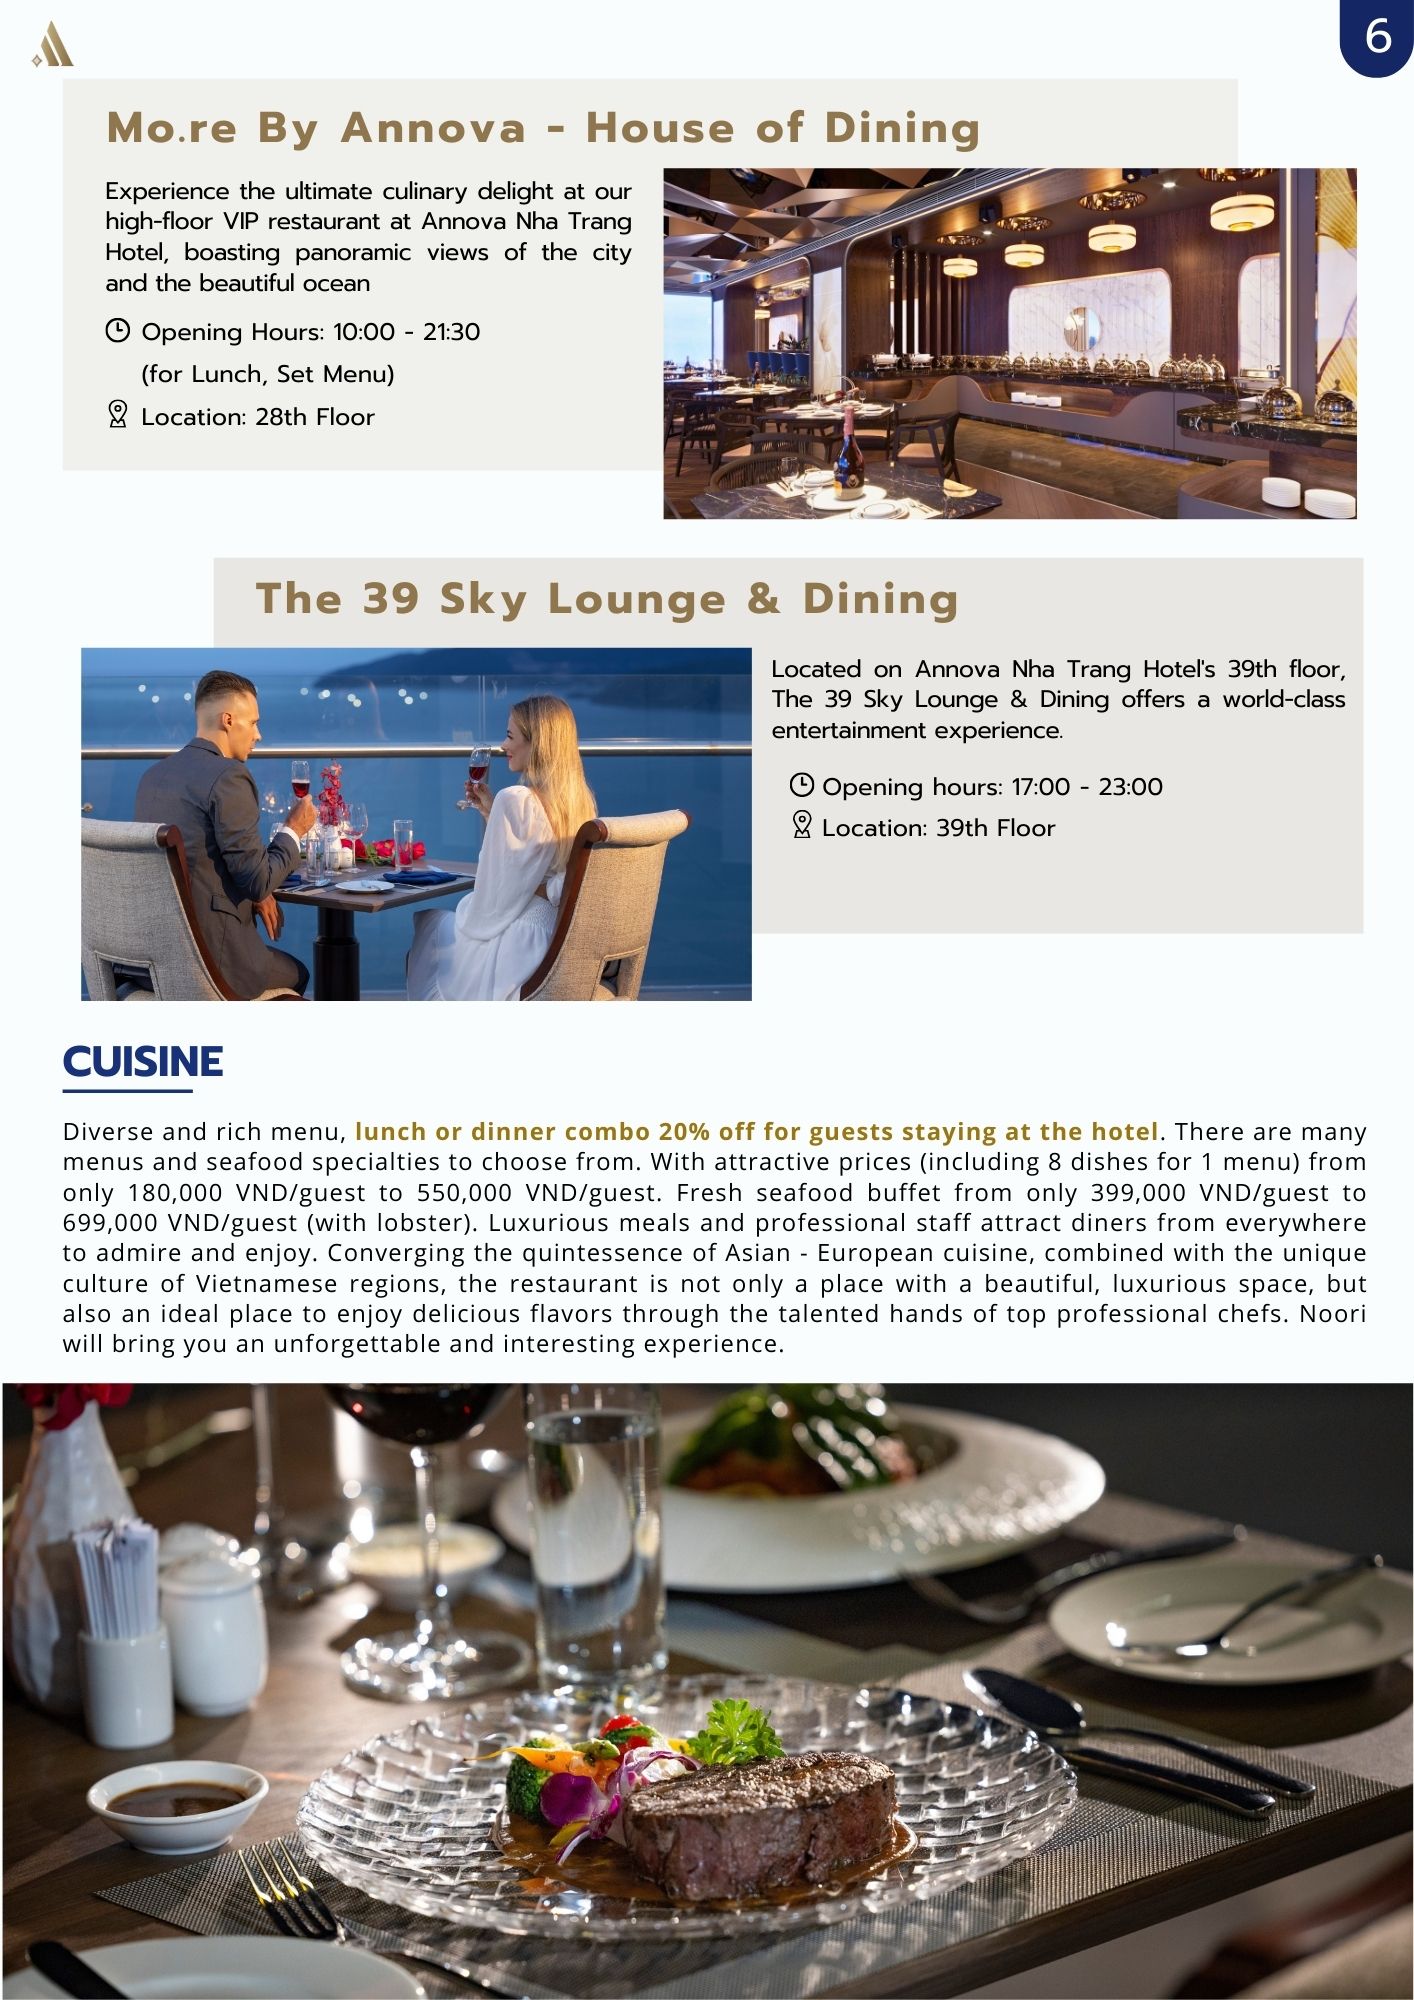 6
Mo.re By Annova - House of Dining
Experience the ultimate culinary delight at our
high-floor VIP restaurant at Annova Nha Trang
Hotel, boasting panoramic views of the city
and the beautiful ocean
Opening Hours: 10:00 - 21:30
(for Lunch, Set Menu)
Location: 28th Floor
The 39 Sky Lounge & Dining
Located on Annova Nha Trang Hotel's 39th floor,
The 39 Sky Lounge & Dining offers a world-class
entertainment experience.
Opening hours: 17:00 - 23:00
Location: 39th Floor
CUISINE
Diverse and rich menu, lunch or dinner combo 20% off for guests staying at the hotel. There are many
menus and seafood specialties to choose from. With attractive prices (including 8 dishes for 1 menu) from
only 180,000 VND/guest to 550,000 VND/guest. Fresh seafood buffet from only 399,000 VND/guest to
699,000 VND/guest (with lobster). Luxurious meals and professional staff attract diners from everywhere
to admire and enjoy. Converging the quintessence of Asian - European cuisine, combined with the unique
culture of Vietnamese regions, the restaurant is not only a place with a beautiful, luxurious space, but
also an ideal place to enjoy delicious flavors through the talented hands of top professional chefs. Noori
will bring you an unforgettable and interesting experience.